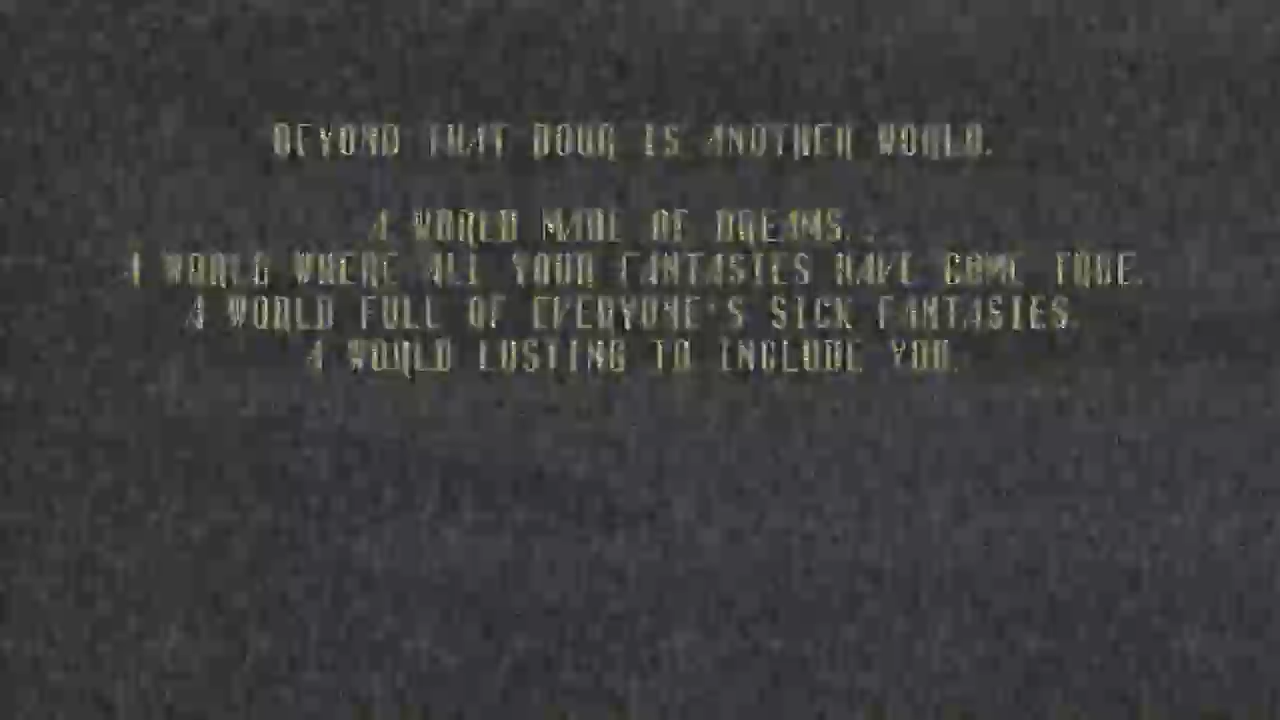 BEYOND THAT DOOR IS ANOTHER WORLD.
A WORLD MADE OF DREAMS...
A WORLD WHERE ALL YOUR FANTASIES HAVE COME TRUE.
A WORLD FULL OF EVERYONE'S SICK FANTASIES.
A WORLD LUSTING TO INCLUDE YOU.